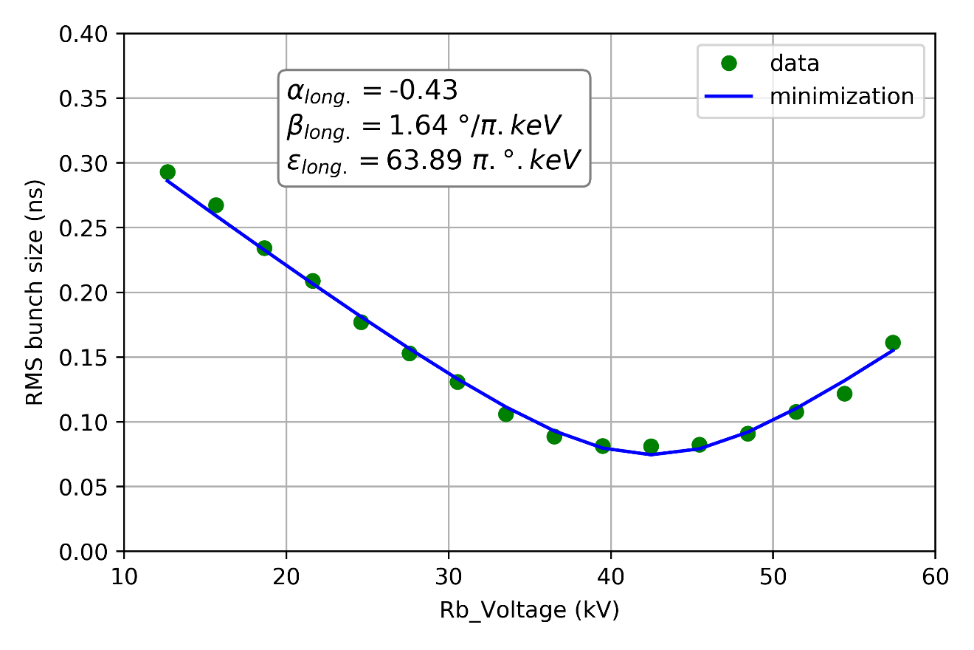 0.40
0.35
0.30
0.25
0.20
0.15
0.10
0.05
0.00
RMS bunch size (ns)
α_long. = -0.43
β_long. = 1.64 °/π.keV
ε_long. = 63.89 π.°.keV
data
minimization
10 20 30 40 50 60
Rb_Voltage (kV)